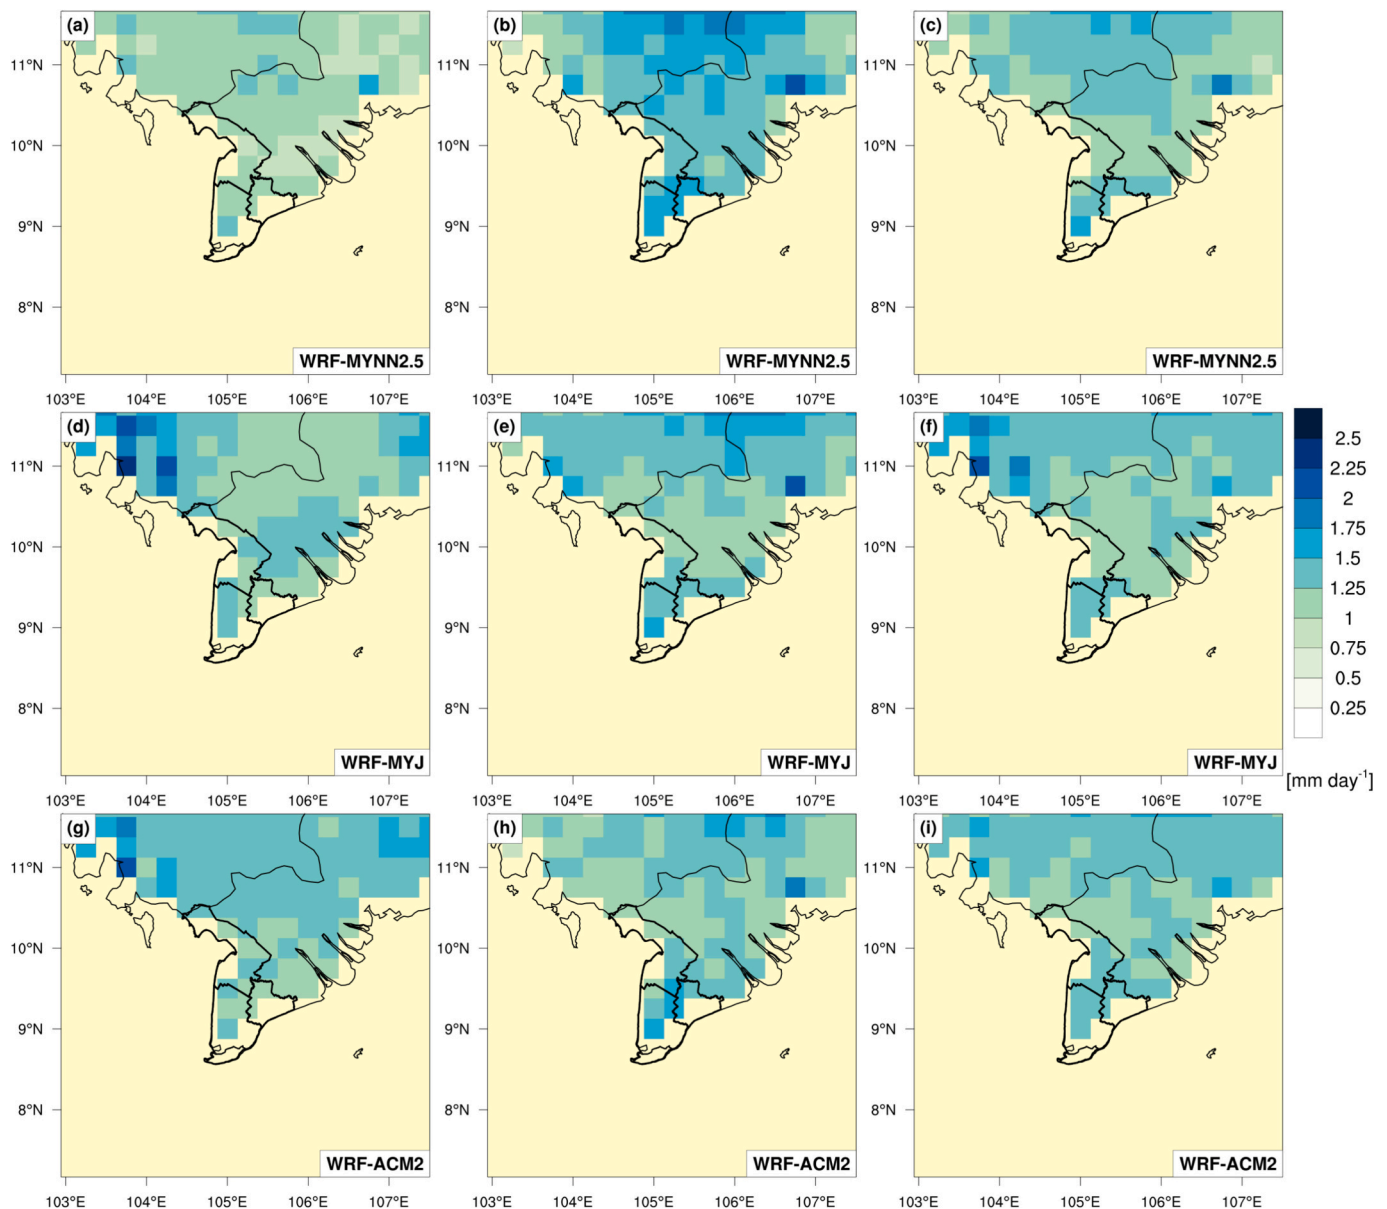 (a) (b) (c)
11°N 11°N 11°N
10°N 10°N 10°N
9°N 9°N 9°N
8°N 8°N 8°N
WRF-MYNN2.5 WRF-MYNN2.5 WRF-MYNN2.5
103°E 104°E 105°E 106°E 107°E 103°E 104°E 105°E 106°E 107°E 103°E 104°E 105°E 106°E 107°E
(d) (e) (f)
11°N 11°N 11°N
10°N 10°N 10°N
9°N 9°N 9°N
8°N 8°N 8°N
WRF-MYJ WRF-MYJ WRF-MYJ
103°E 104°E 105°E 106°E 107°E 103°E 104°E 105°E 106°E 107°E 103°E 104°E 105°E 106°E 107°E
2.5
2.25
2
1.75
1.5
1.25
1
0.75
0.5
0.25
[mm day⁻¹]
(g) (h) (i)
11°N 11°N 11°N
10°N 10°N 10°N
9°N 9°N 9°N
8°N 8°N 8°N
WRF-ACM2 WRF-ACM2 WRF-ACM2
103°E 104°E 105°E 106°E 107°E 103°E 104°E 105°E 106°E 107°E 103°E 104°E 105°E 106°E 107°E